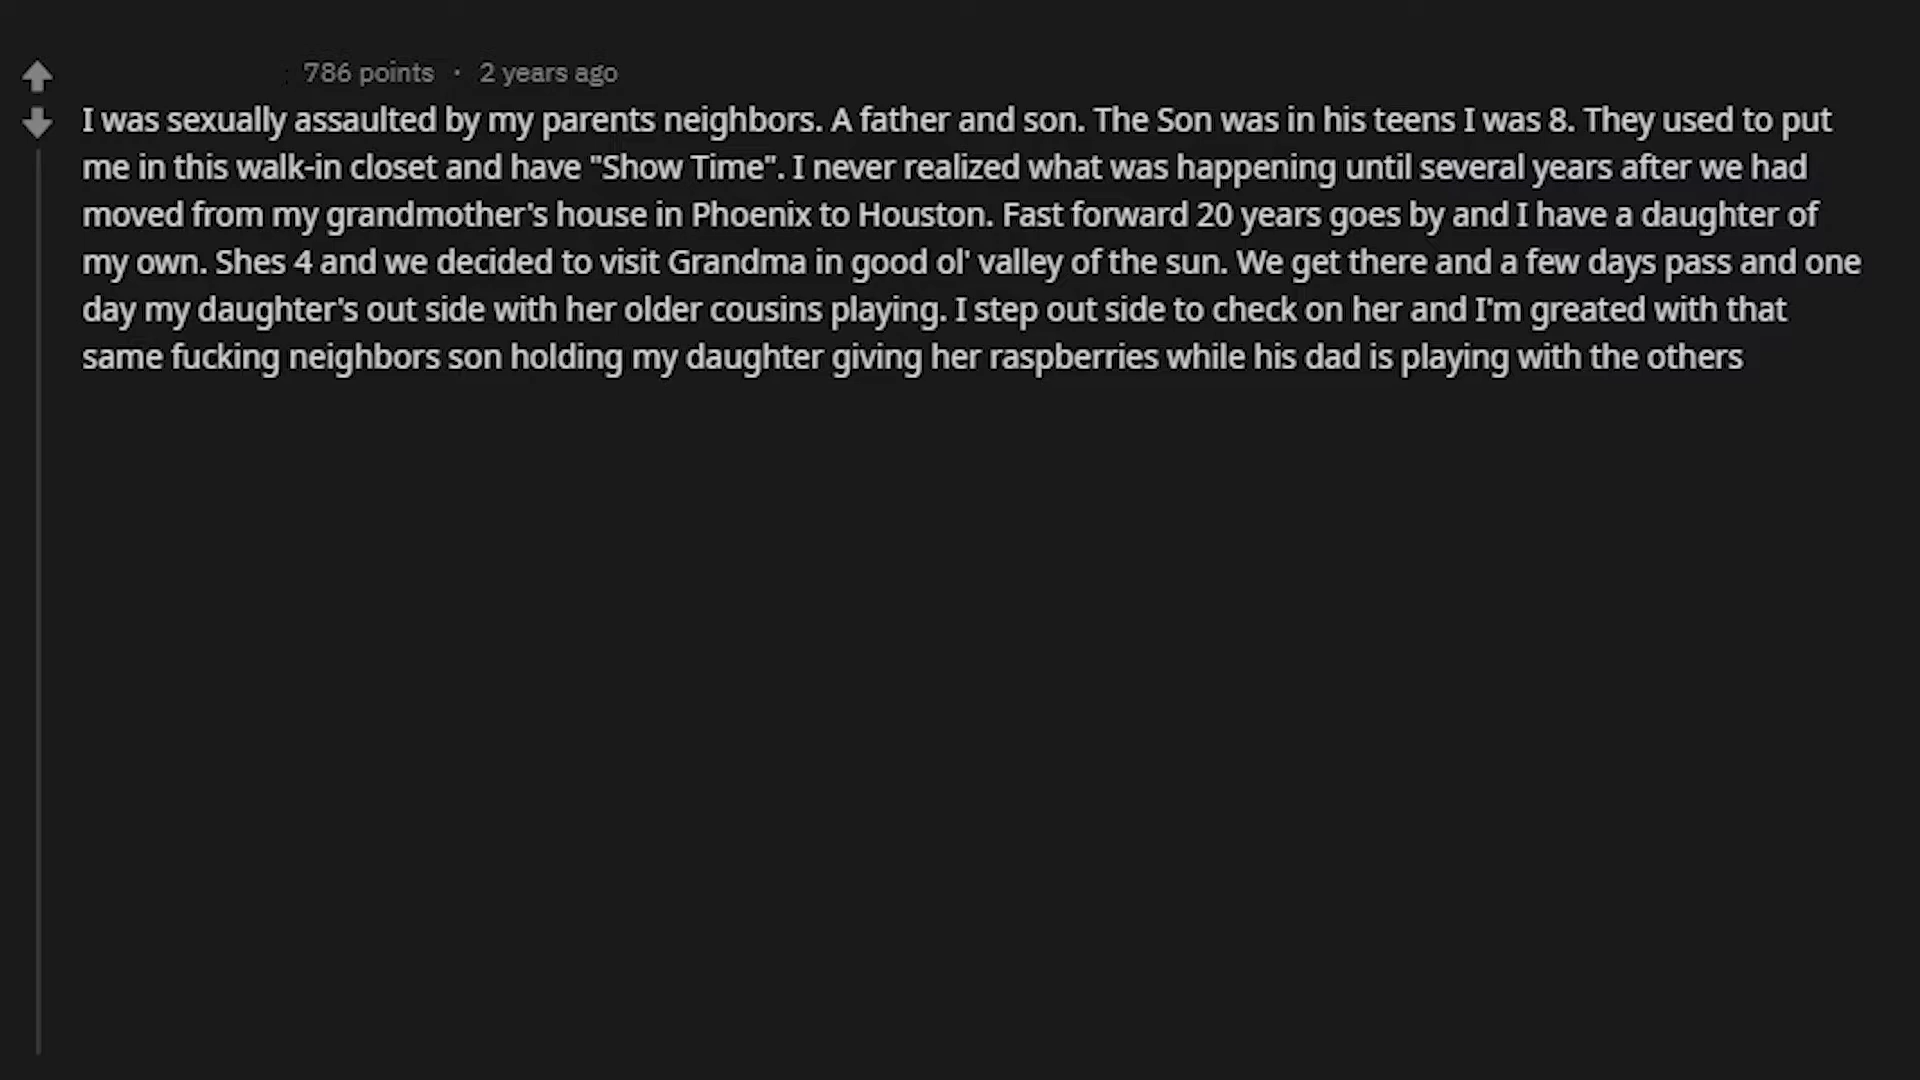 786 points · 2 years ago
I was sexually assaulted by my parents neighbors. A father and son. The Son was in his teens I was 8. They used to put
me in this walk-in closet and have "Show Time". I never realized what was happening until several years after we had
moved from my grandmother's house in Phoenix to Houston. Fast forward 20 years goes by and I have a daughter of
my own. Shes 4 and we decided to visit Grandma in good ol' valley of the sun. We get there and a few days pass and one
day my daughter's out side with her older cousins playing. I step out side to check on her and I'm greated with that
same fucking neighbors son holding my daughter giving her raspberries while his dad is playing with the others